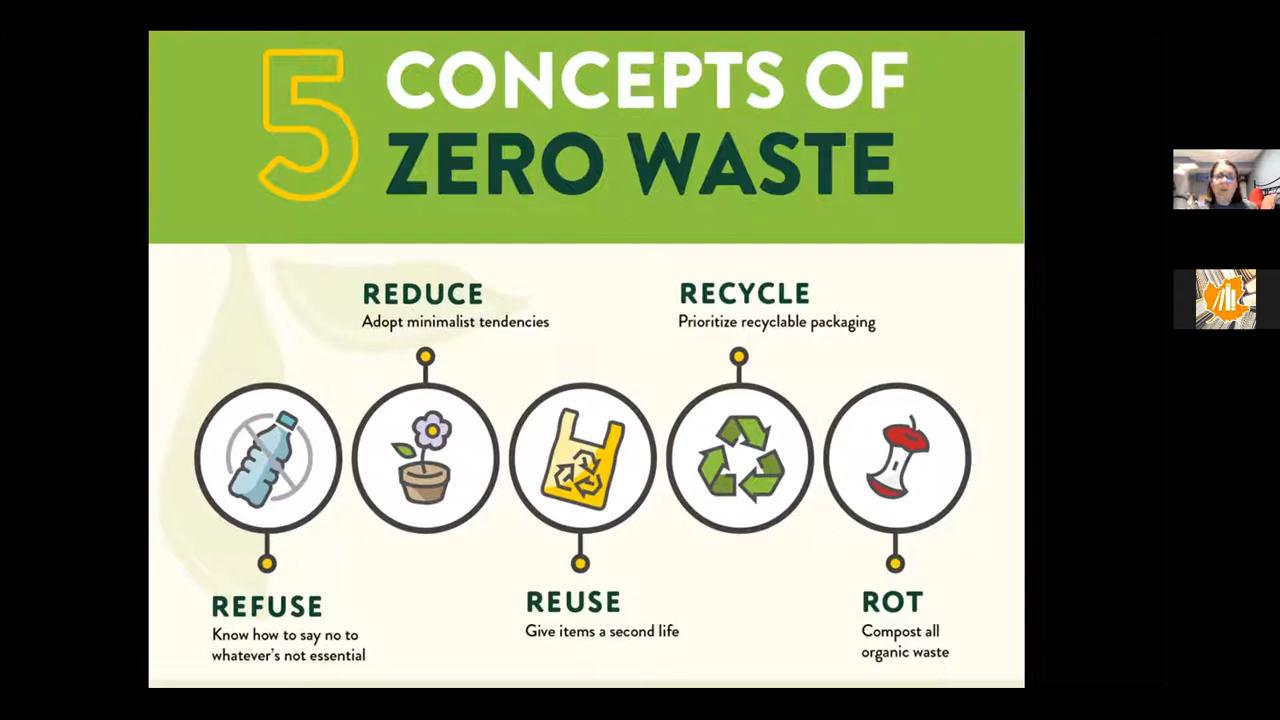 5 CONCEPTS OF
ZERO WASTE
REDUCE
Adopt minimalist tendencies
RECYCLE
Prioritize recyclable packaging
REFUSE
Know how to say no to
whatever's not essential
REUSE
Give items a second life
ROT
Compost all
organic waste